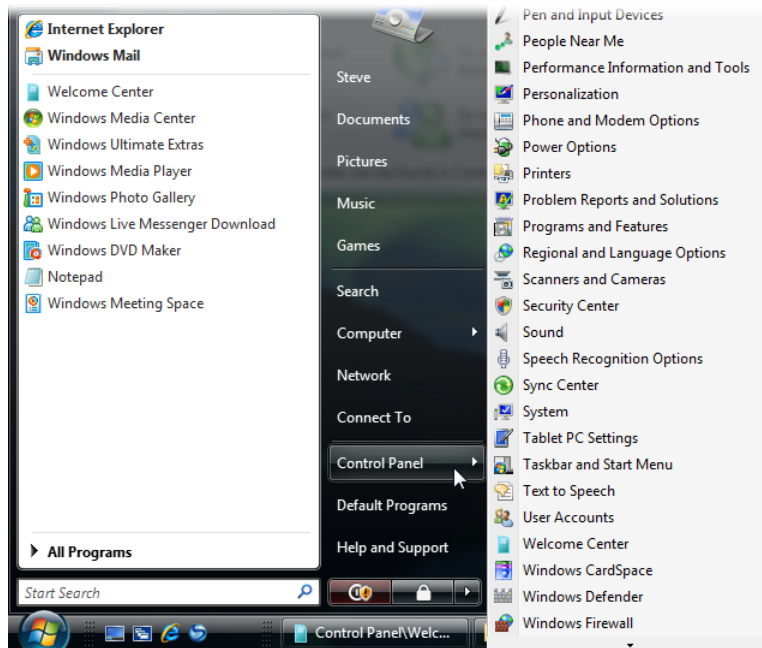 Internet Explorer
Windows Mail
Welcome Center
Windows Media Center
Windows Ultimate Extras
Windows Media Player
Windows Photo Gallery
Windows Live Messenger Download
Windows DVD Maker
Notepad
Windows Meeting Space
All Programs
Start Search
Steve
Documents
Pictures
Music
Games
Search
Computer
Network
Connect To
Control Panel
Default Programs
Help and Support
Pen and Input Devices
People Near Me
Performance Information and Tools
Personalization
Phone and Modem Options
Power Options
Printers
Problem Reports and Solutions
Programs and Features
Regional and Language Options
Scanners and Cameras
Security Center
Sound
Speech Recognition Options
Sync Center
System
Tablet PC Settings
Taskbar and Start Menu
Text to Speech
User Accounts
Welcome Center
Windows CardSpace
Windows Defender
Windows Firewall
Control Panel\Welc...